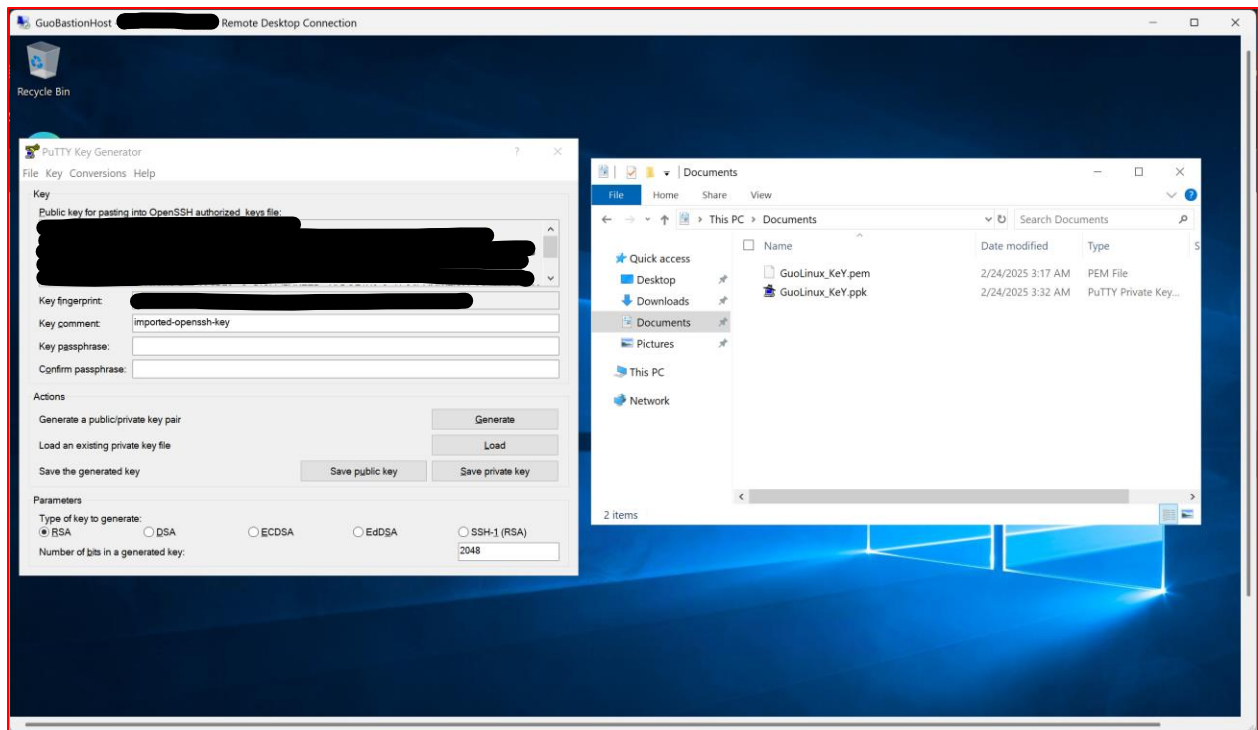 GuoBastionHost
Remote Desktop Connection
Recycle Bin
PuTTY Key Generator
?
File Key Conversions Help
Key
Public key for pasting into OpenSSH authorized_keys file:
Key fingerprint:
Key comment: imported-openssh-key
Key passphrase:
Confirm passphrase:
Actions
Generate a public/private key pair Generate
Load an existing private key file Load
Save the generated key Save public key Save private key
Parameters
Type of key to generate:
RSA DSA ECDSA EdDSA SSH-1 (RSA)
Number of bits in a generated key: 2048
Documents
File Home Share View
This PC > Documents Search Documents
Name Date modified Type S
Quick access
Desktop
Downloads
Documents
Pictures
This PC
Network
GuoLinux_KeY.pem 2/24/2025 3:17 AM PEM File
GuoLinux_KeY.ppk 2/24/2025 3:32 AM PuTTY Private Key...
2 items